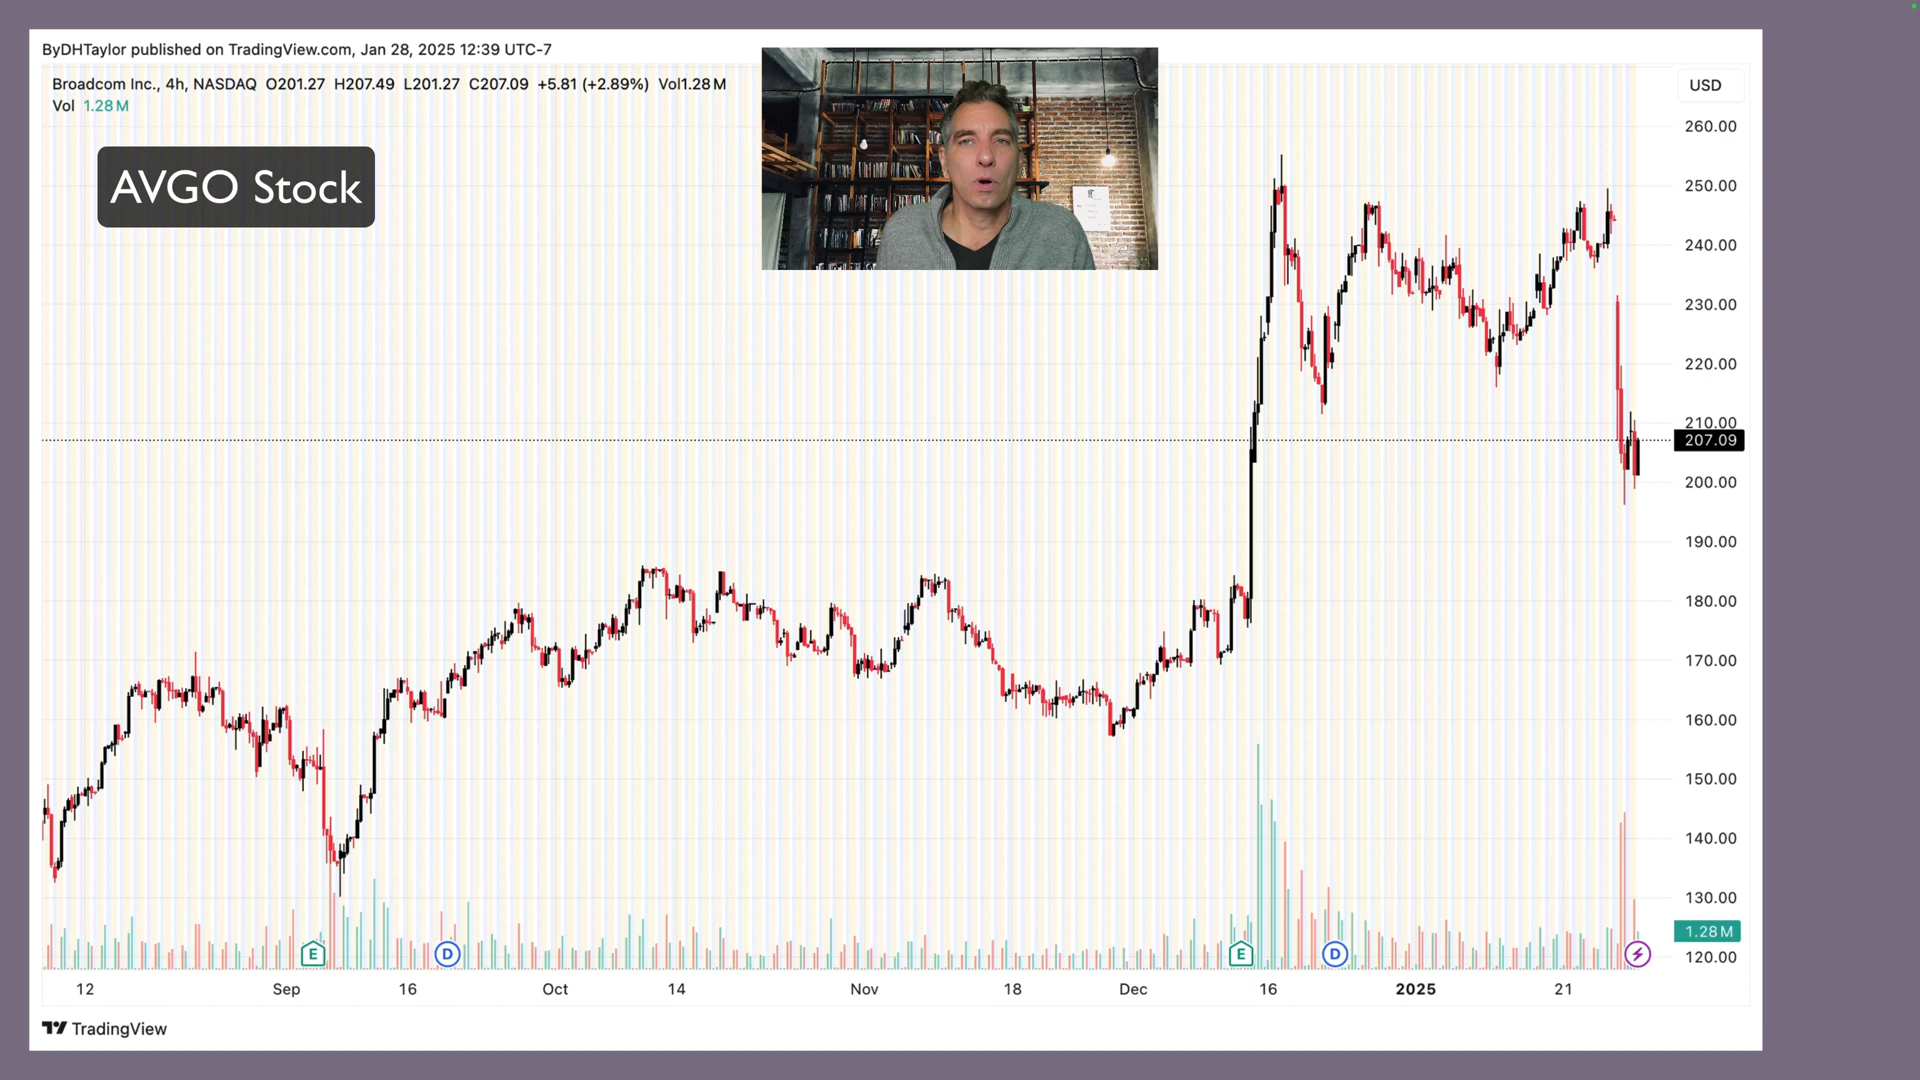 ByDHTaylor published on TradingView.com, Jan 28, 2025 12:39 UTC-7
Broadcom Inc., 4h, NASDAQ O201.27 H207.49 L201.27 C207.09 +5.81 (+2.89%) Vol1.28 M
Vol 1.28 M
AVGO Stock
USD
260.00
250.00
240.00
230.00
220.00
210.00
207.09
200.00
190.00
180.00
170.00
160.00
150.00
140.00
130.00
1.28 M
120.00
E D E D
12 Sep 16 Oct 14 Nov 18 Dec 16 2025 21
TradingView